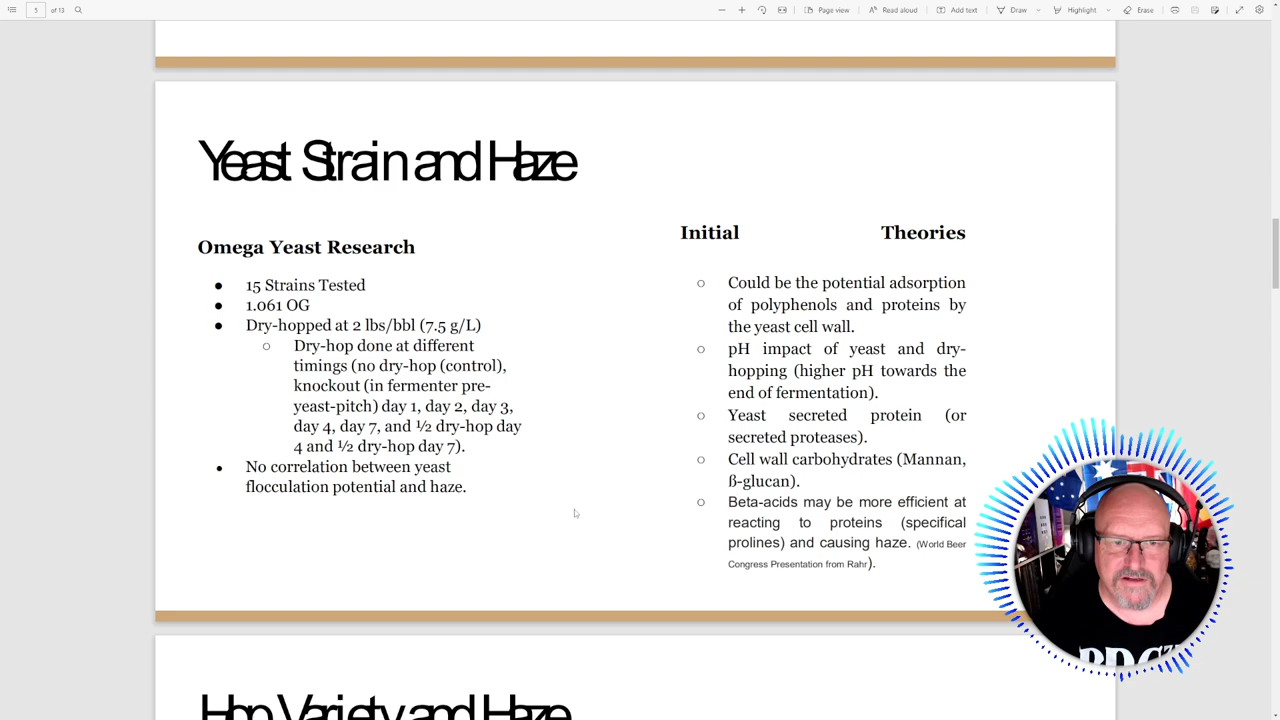 5 of 13
Page view
Read aloud
Add text
Draw
Highlight
Erase
Yeast Strain and Haze
Omega Yeast Research
● 15 Strains Tested
● 1.061 OG
● Dry-hopped at 2 lbs/bbl (7.5 g/L)
○ Dry-hop done at different
timings (no dry-hop (control),
knockout (in fermenter pre-
yeast-pitch) day 1, day 2, day 3,
day 4, day 7, and ½ dry-hop day
4 and ½ dry-hop day 7).
● No correlation between yeast
flocculation potential and haze.
Initial Theories
○ Could be the potential adsorption
of polyphenols and proteins by
the yeast cell wall.
○ pH impact of yeast and dry-
hopping (higher pH towards the
end of fermentation).
○ Yeast secreted protein (or
secreted proteases).
○ Cell wall carbohydrates (Mannan,
ß-glucan).
○ Beta-acids may be more efficient at
reacting to proteins (specifical
prolines) and causing haze. (World Beer
Congress Presentation from Rahr).
Hop Variety and Haze